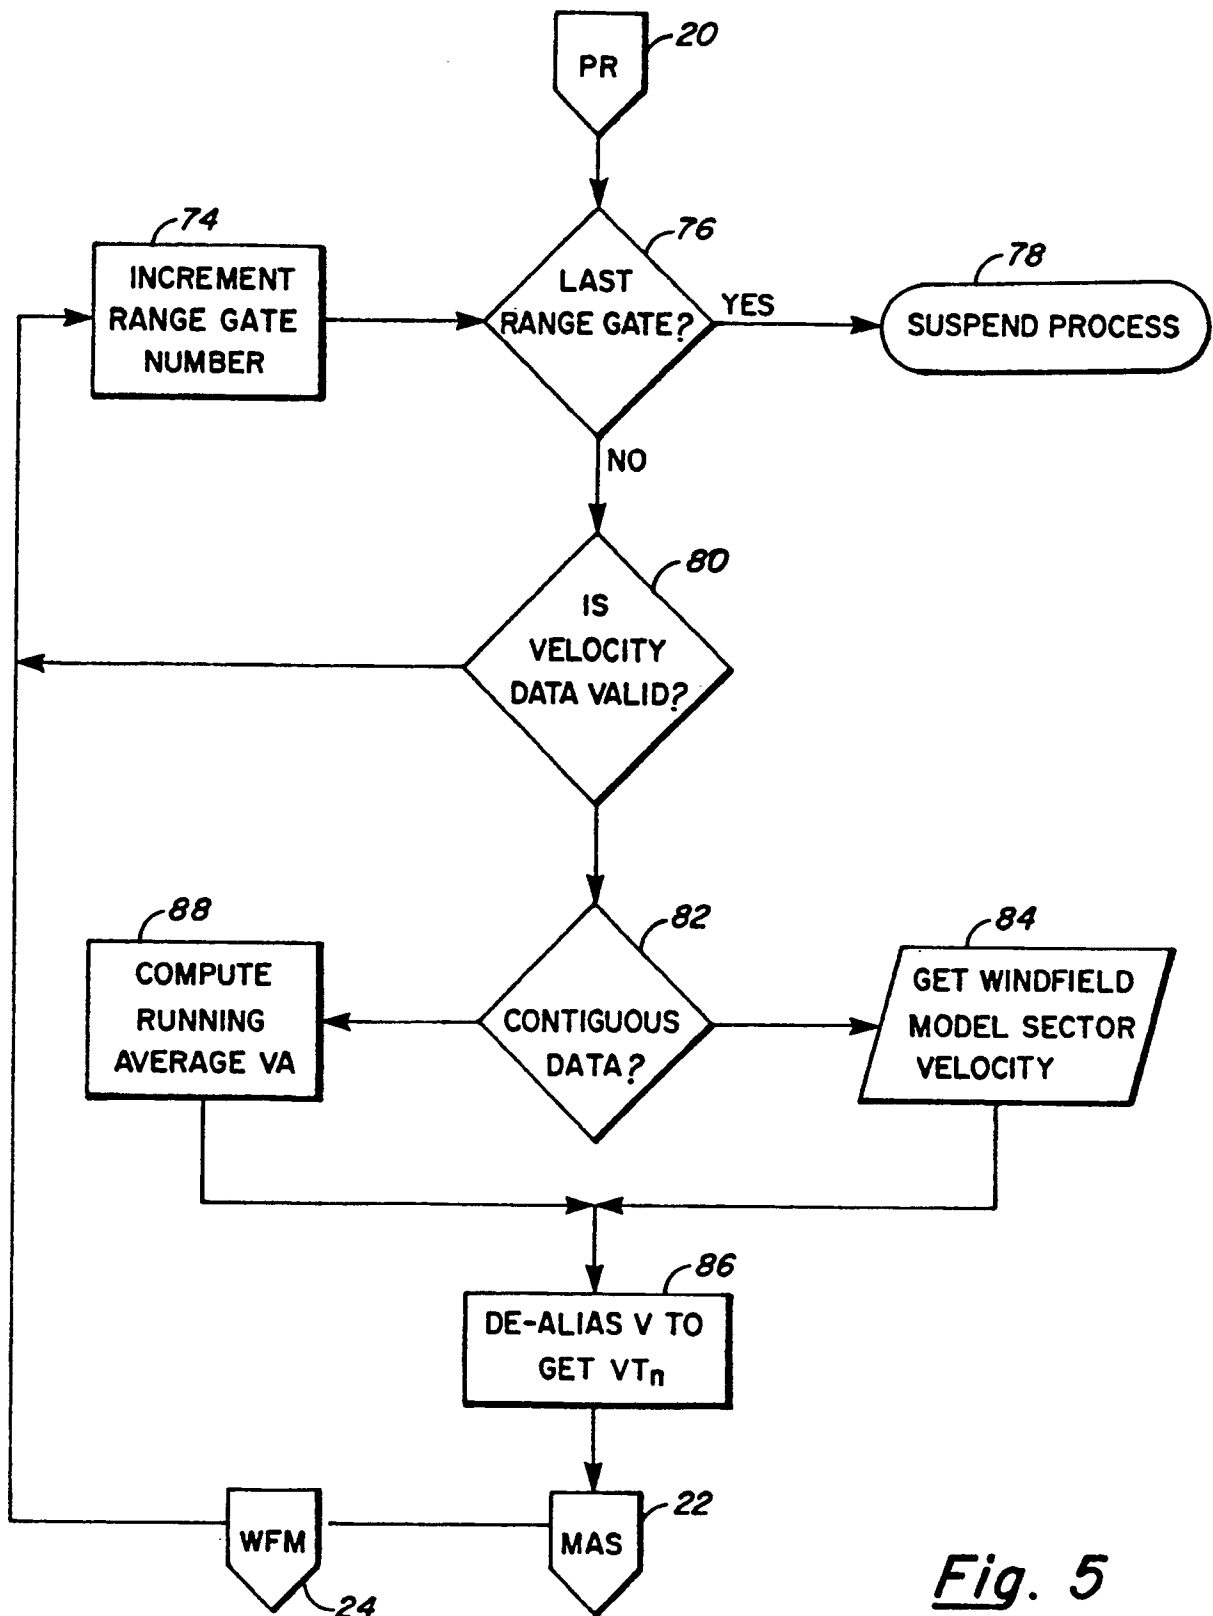 20
PR
74
INCREMENT
RANGE GATE
NUMBER
76
LAST
RANGE GATE?
YES
78
SUSPEND PROCESS
NO
80
IS
VELOCITY
DATA VALID?
88
COMPUTE
RUNNING
AVERAGE VA
82
CONTIGUOUS
DATA?
84
GET WINDFIELD
MODEL SECTOR
VELOCITY
86
DE-ALIAS V TO
GET VTn
WFM
24
22
MAS
Fig. 5